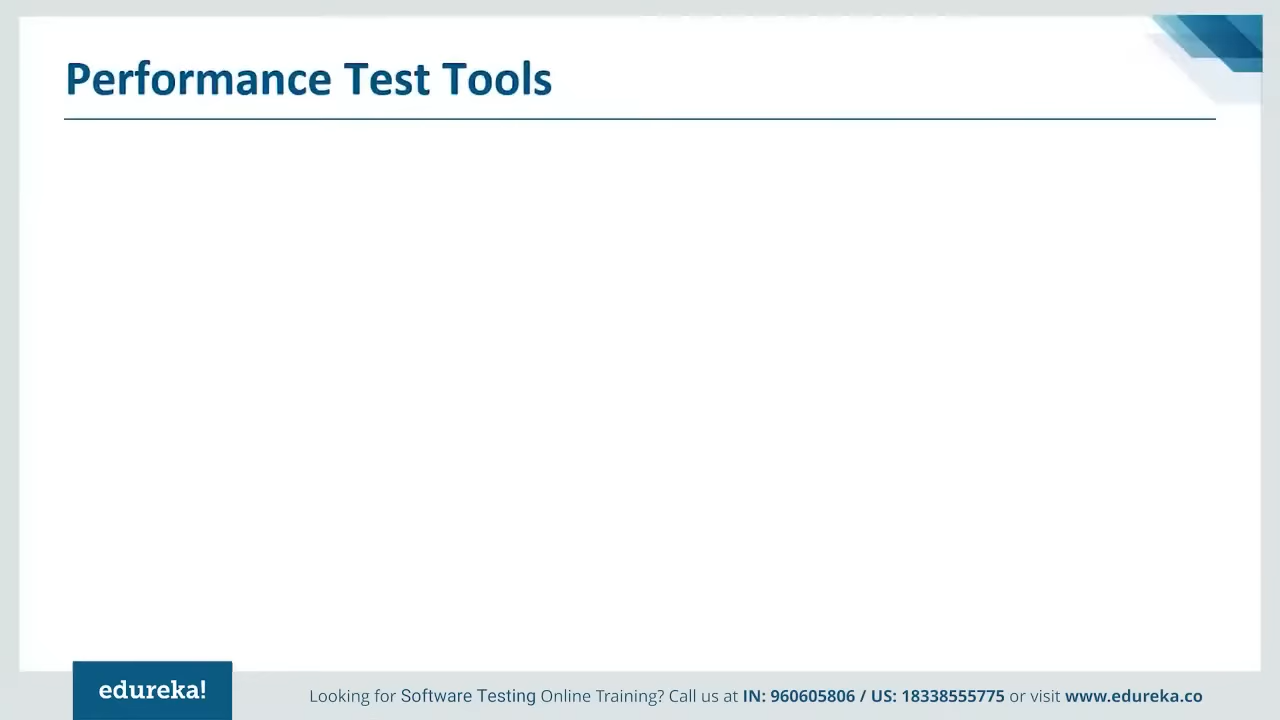 Performance Test Tools
edureka!
Looking for Software Testing Online Training? Call us at IN: 960605806 / US: 18338555775 or visit www.edureka.co